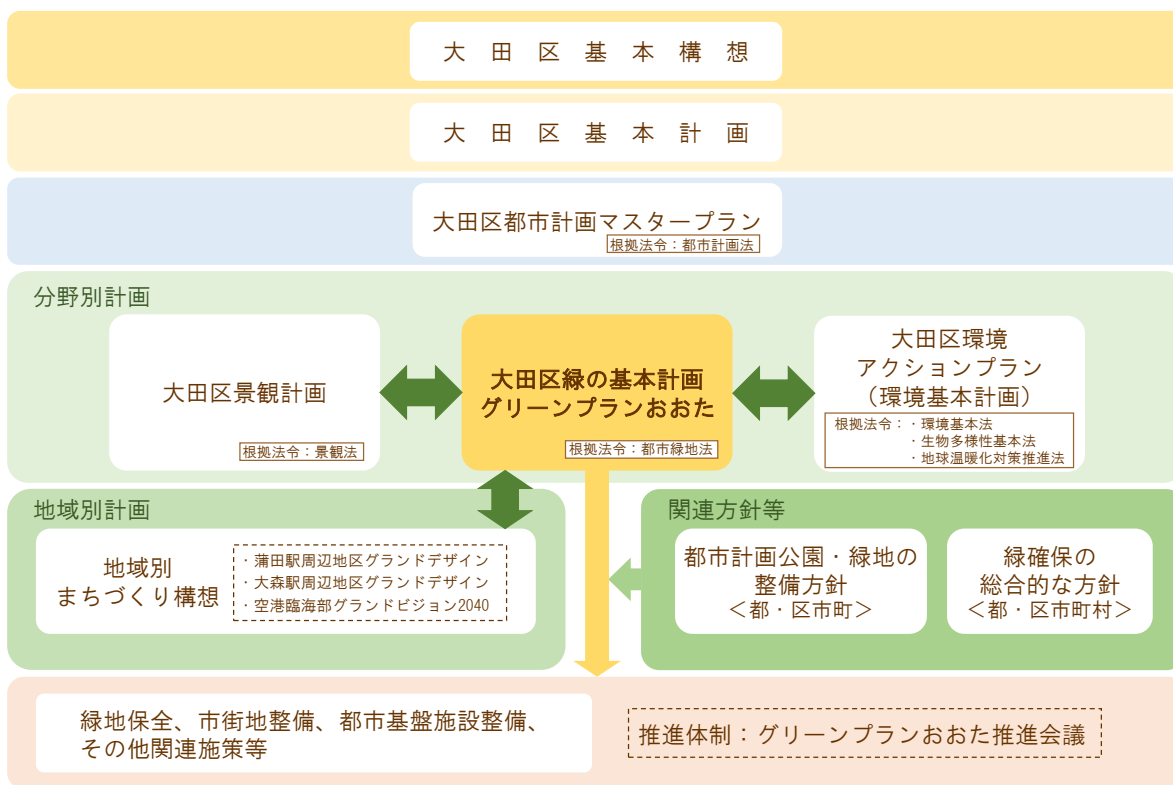 大田区基本構想
大田区基本計画
大田区都市計画マスタープラン
根拠法令：都市計画法
分野別計画
大田区景観計画
根拠法令：景観法
大田区緑の基本計画
グリーンプランおおた
根拠法令：都市緑地法
大田区環境
アクションプラン
（環境基本計画）
根拠法令：・環境基本法
・生物多様性基本法
・地球温暖化対策推進法
地域別計画
地域別
まちづくり構想
・蒲田駅周辺地区グランドデザイン
・大森駅周辺地区グランドデザイン
・空港臨海部グランドビジョン2040
関連方針等
都市計画公園・緑地の
整備方針
＜都・区市町＞
緑確保の
総合的な方針
＜都・区市町村＞
緑地保全、市街地整備、都市基盤施設整備、
その他関連施策等
推進体制：グリーンプランおおた推進会議